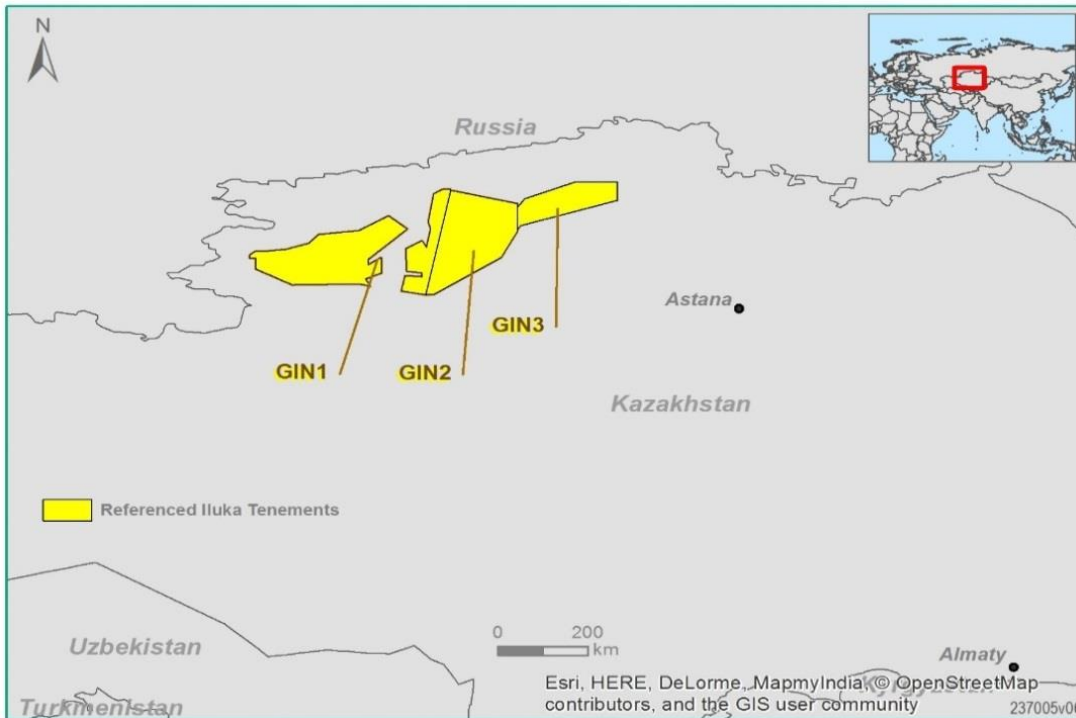 N
Russia
GIN3
Astana
GIN1
GIN2
Kazakhstan
Referenced Iluka Tenements
0 200
km
Uzbekistan
Almaty
Turkmenistan
Kyrgyzstan
Esri, HERE, DeLorme, MapmyIndia, © OpenStreetMap
contributors, and the GIS user community